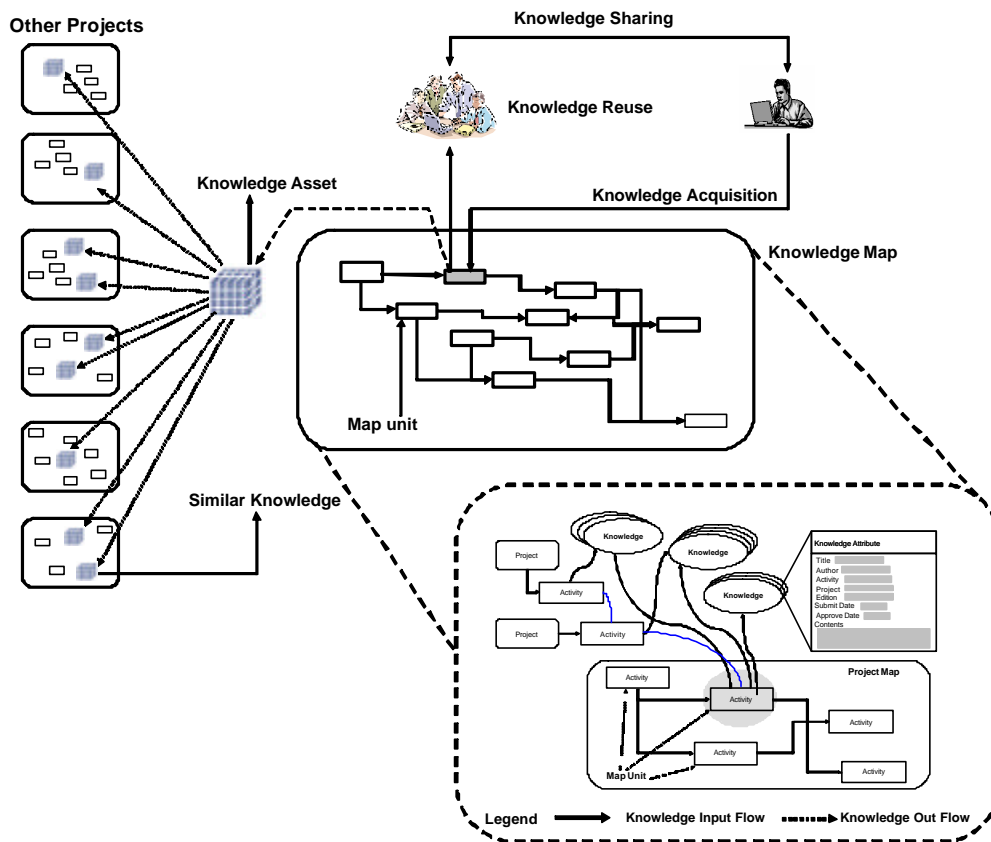 Other Projects
Knowledge Sharing
Knowledge Reuse
Knowledge Asset
Knowledge Acquisition
Knowledge Map
Map unit
Similar Knowledge
Knowledge
Knowledge
Knowledge
Project
Activity
Project
Activity
Knowledge Attribute
Title
Author
Activity
Project
Edition
Submit Date
Approve Date
Contents
Project Map
Activity
Activity
Activity
Activity
Activity
Map Unit
Legend
Knowledge Input Flow
Knowledge Out Flow